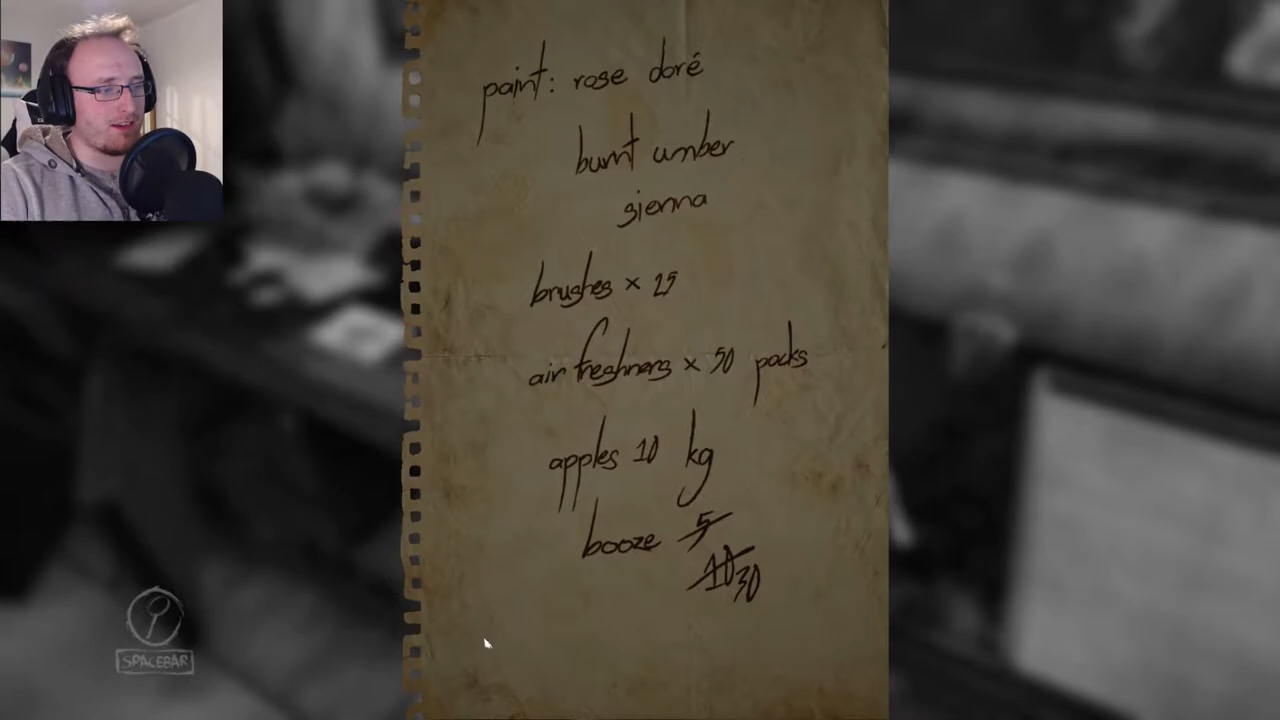 paint: rose doré
burnt umber
sienna
brushes x 25
air freshners x 50 packs
apples 10 kg
booze 5
10 30
SPACEBAR